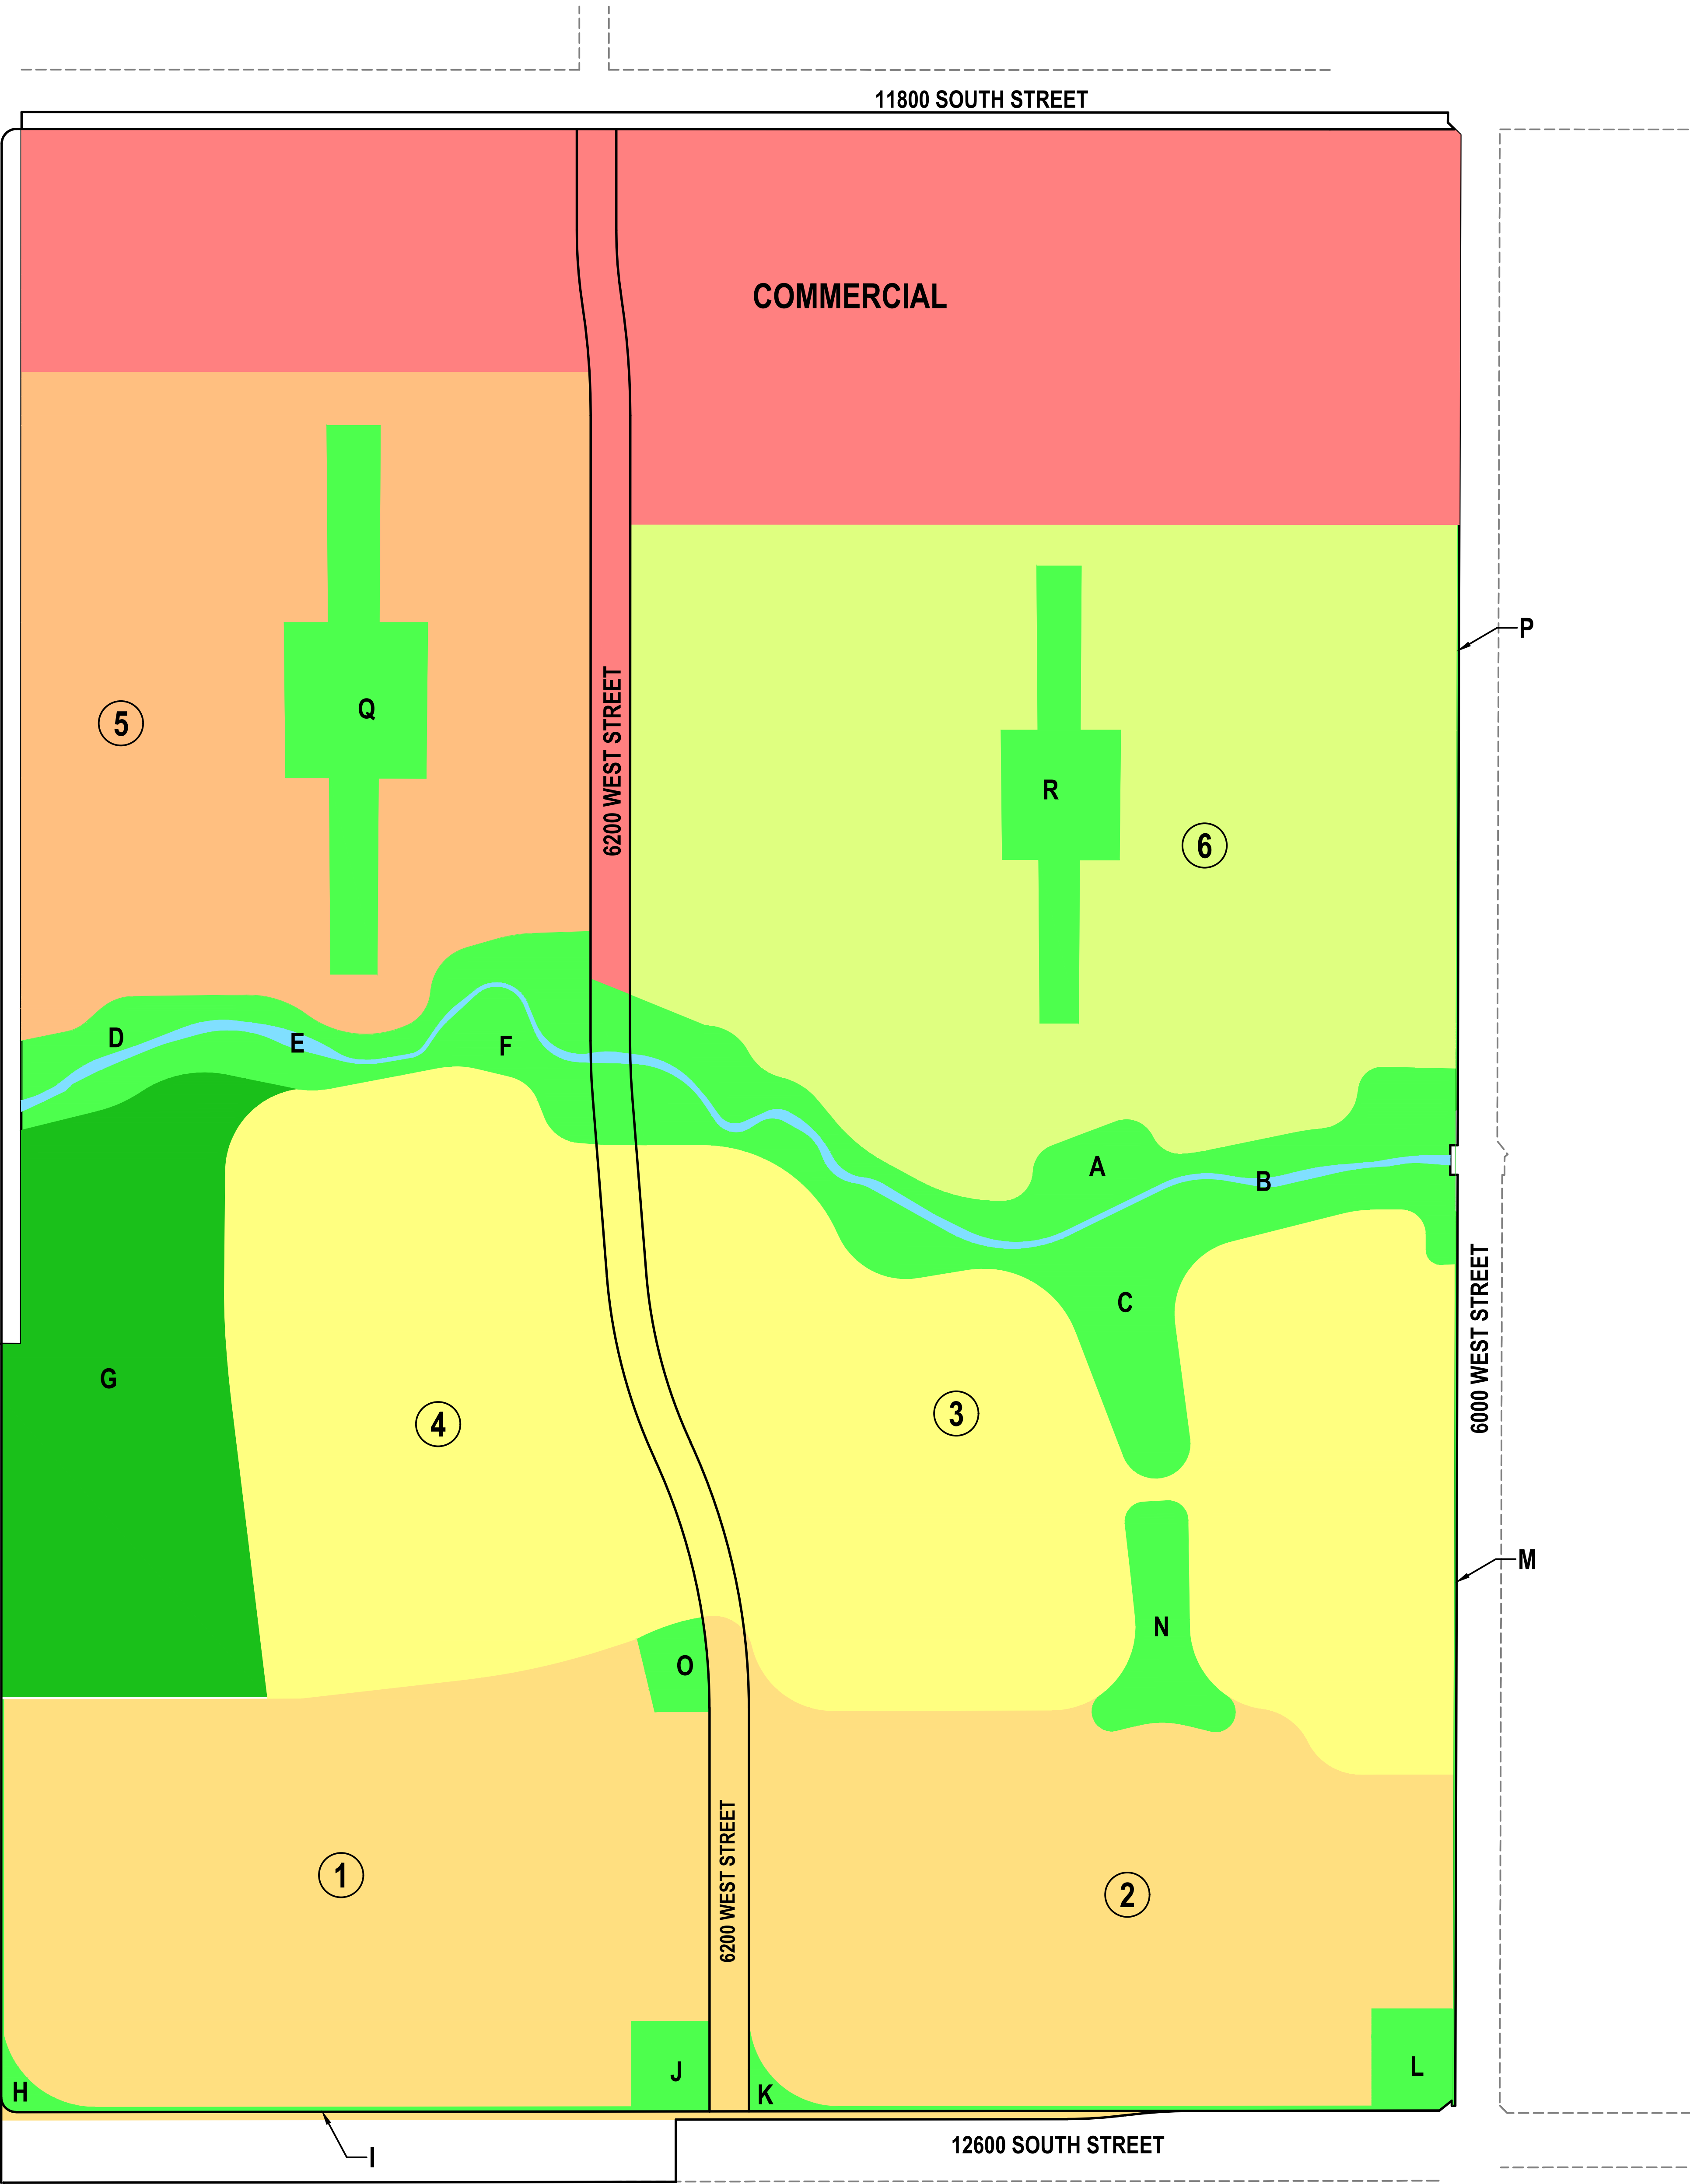 11800 SOUTH STREET
COMMERCIAL
P
6200 WEST STREET
Q
5
R
6
D
E
F
A
B
C
6000 WEST STREET
G
4
3
M
N
O
1
6200 WEST STREET
2
H
J
K
L
I
12600 SOUTH STREET